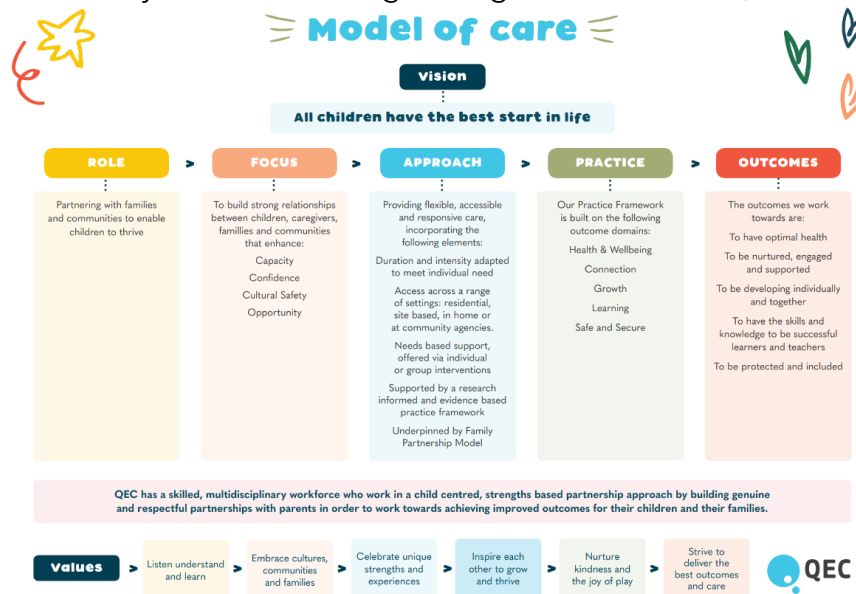 Model of care
Vision
All children have the best start in life
ROLE
>
FOCUS
>
APPROACH
>
PRACTICE
>
OUTCOMES
Partnering with families
and communities to enable
children to thrive
To build strong relationships
between children, caregivers,
famillies and communities
that enhance:
Capacity
Confidence
Cultural Safety
Opportunity
Providing flexible, accessible
and responsive care,
incorporating the
following elements:
Duration and intensity adapted
to meet individual need
Access across a range
of settings: residential,
site based, in home or
at community agencies.
Needs based support,
offered via individual
or group interventions
Supported by a research
informed and evidence based
practice framework
Underpinned by Family
Partnership Model
Our Practice Framework
is built on the following
outcome domains:
Health & Wellbeing
Connection
Growth
Learning
Safe and Secure
The outcomes we work
towards are:
To have optimal health
To be nurtured, engaged
and supported
To be developing individually
and together
To have the skills and
knowledge to be successful
learners and teachers
To be protected and included
QEC has a skilled, multidisciplinary workforce who work in a child centred, strengths based partnership approach by building genuine
and respectful partnerships with parents in order to work towards achieving improved outcomes for their children and their families.
Values
>
Listen understand
and learn
>
Embrace cultures,
communities
and families
>
Celebrate unique
strengths and
experiences
>
Inspire each
other to grow
and thrive
>
Nurture
kindness and
the joy of play
>
Strive to
deliver the
best outcomes
and care
QEC